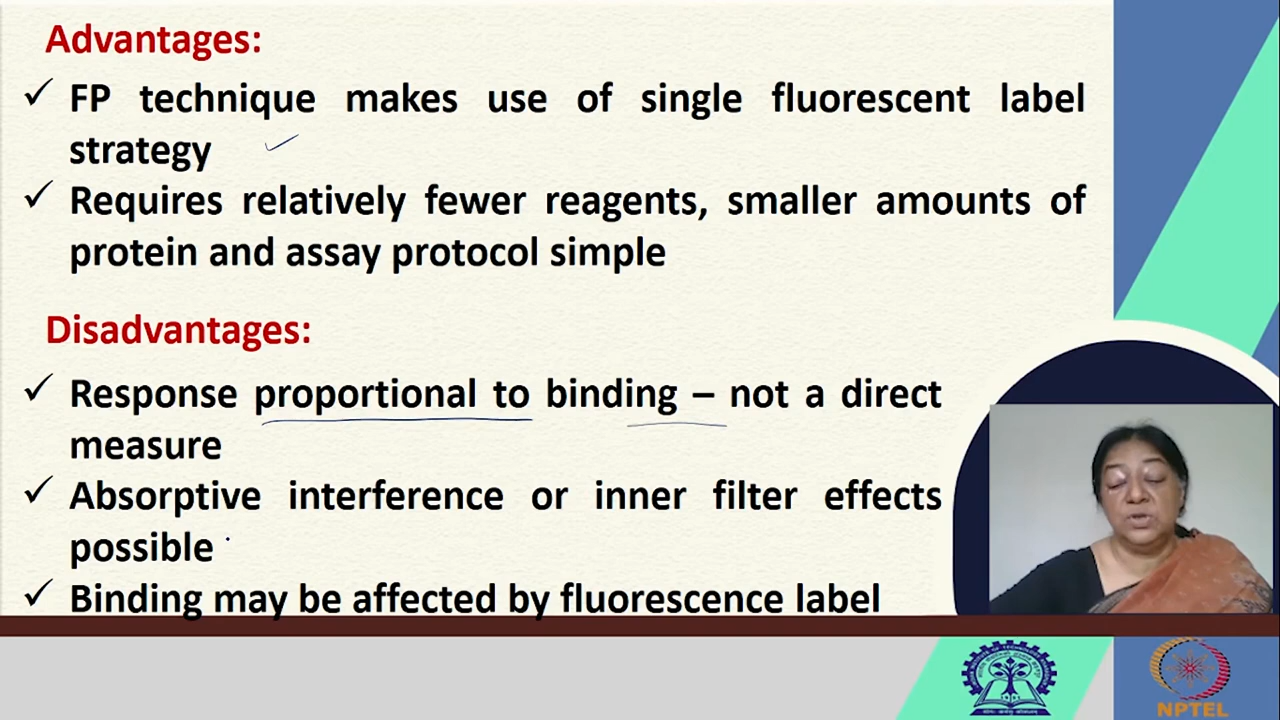 Advantages:
✓ FP technique makes use of single fluorescent label
strategy
✓ Requires relatively fewer reagents, smaller amounts of
protein and assay protocol simple
Disadvantages:
✓ Response proportional to binding – not a direct
measure
✓ Absorptive interference or inner filter effects
possible
✓ Binding may be affected by fluorescence label
NPTEL